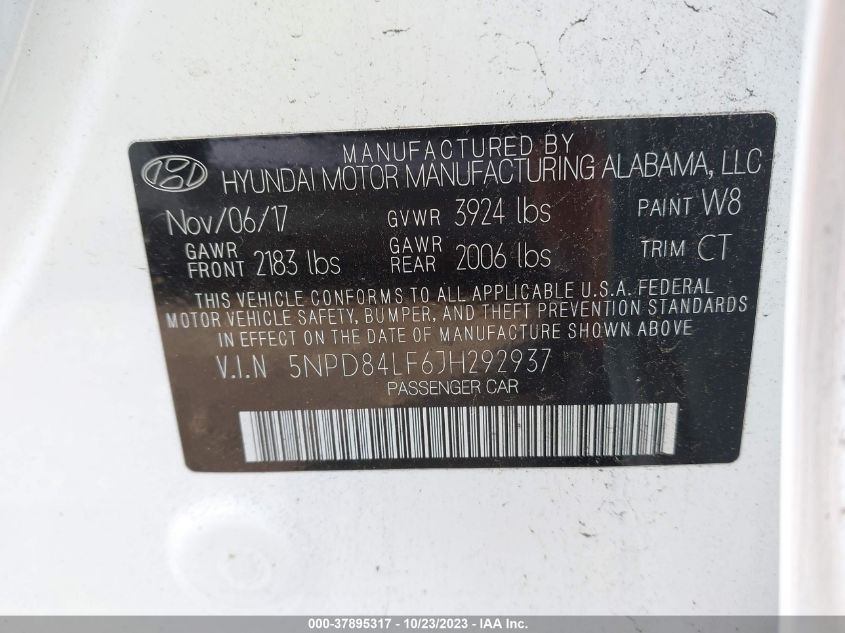 MANUFACTURED BY
HYUNDAI MOTOR MANUFACTURING ALABAMA, LLC
Nov/06/17 GVWR 3924 lbs PAINT W8
GAWR FRONT 2183 lbs GAWR REAR 2006 lbs TRIM CT
THIS VEHICLE CONFORMS TO ALL APPLICABLE U.S.A. FEDERAL
MOTOR VEHICLE SAFETY, BUMPER, AND THEFT PREVENTION STANDARDS
IN EFFECT ON THE DATE OF MANUFACTURE SHOWN ABOVE
V.I.N 5NPD84LF6JH292937
PASSENGER CAR
000-37895317 - 10/23/2023 - IAA Inc.